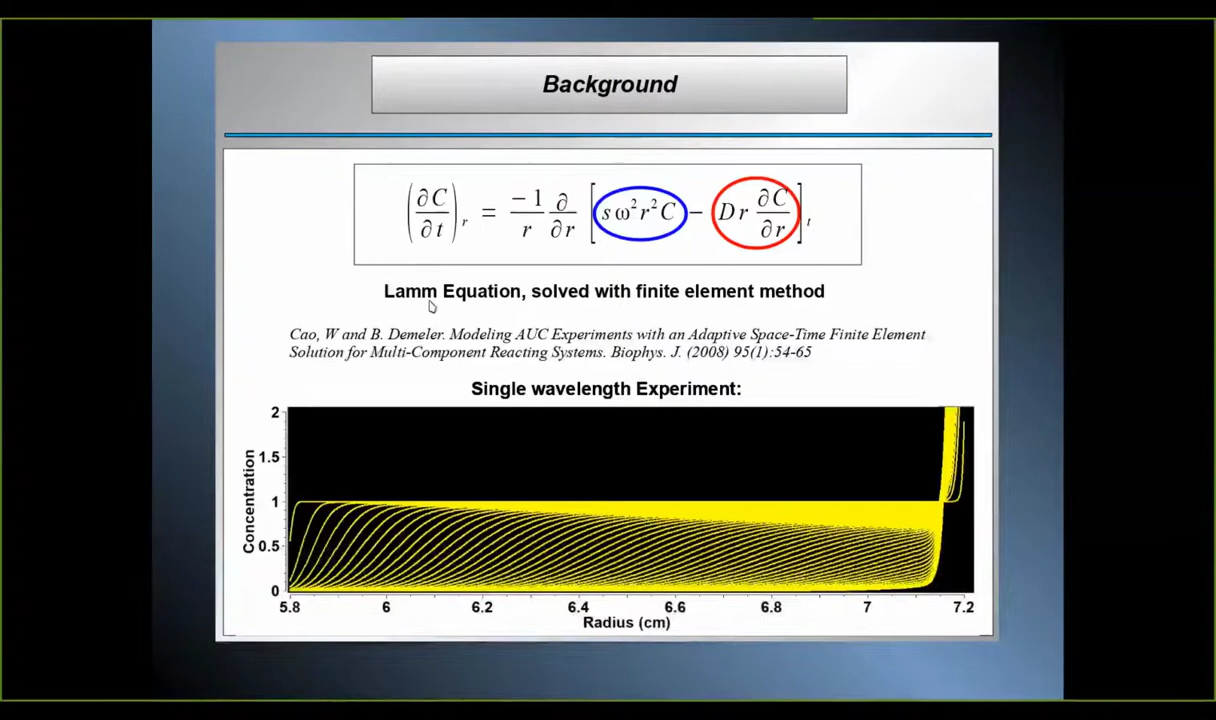 Background
(∂C/∂t)r = -1/r ∂/∂r [sω²r²C - Dr ∂C/∂r]t
Lamm Equation, solved with finite element method
Cao, W and B. Demeler. Modeling AUC Experiments with an Adaptive Space-Time Finite Element
Solution for Multi-Component Reacting Systems. Biophys. J. (2008) 95(1):54-65
Single wavelength Experiment:
Concentration
2
1.5
1
0.5
0
5.8 6 6.2 6.4 6.6 6.8 7 7.2
Radius (cm)